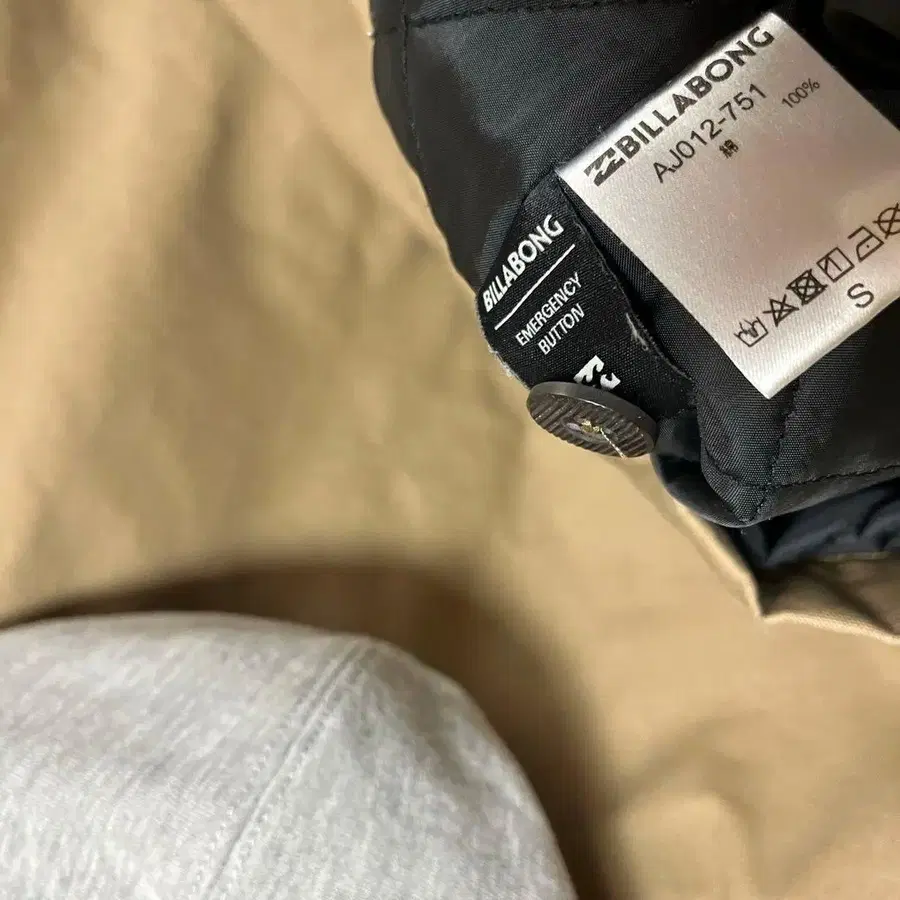 BILLABONG
AJ012-751
綿 100%
S
BILLABONG
EMERGENCY
BUTTON